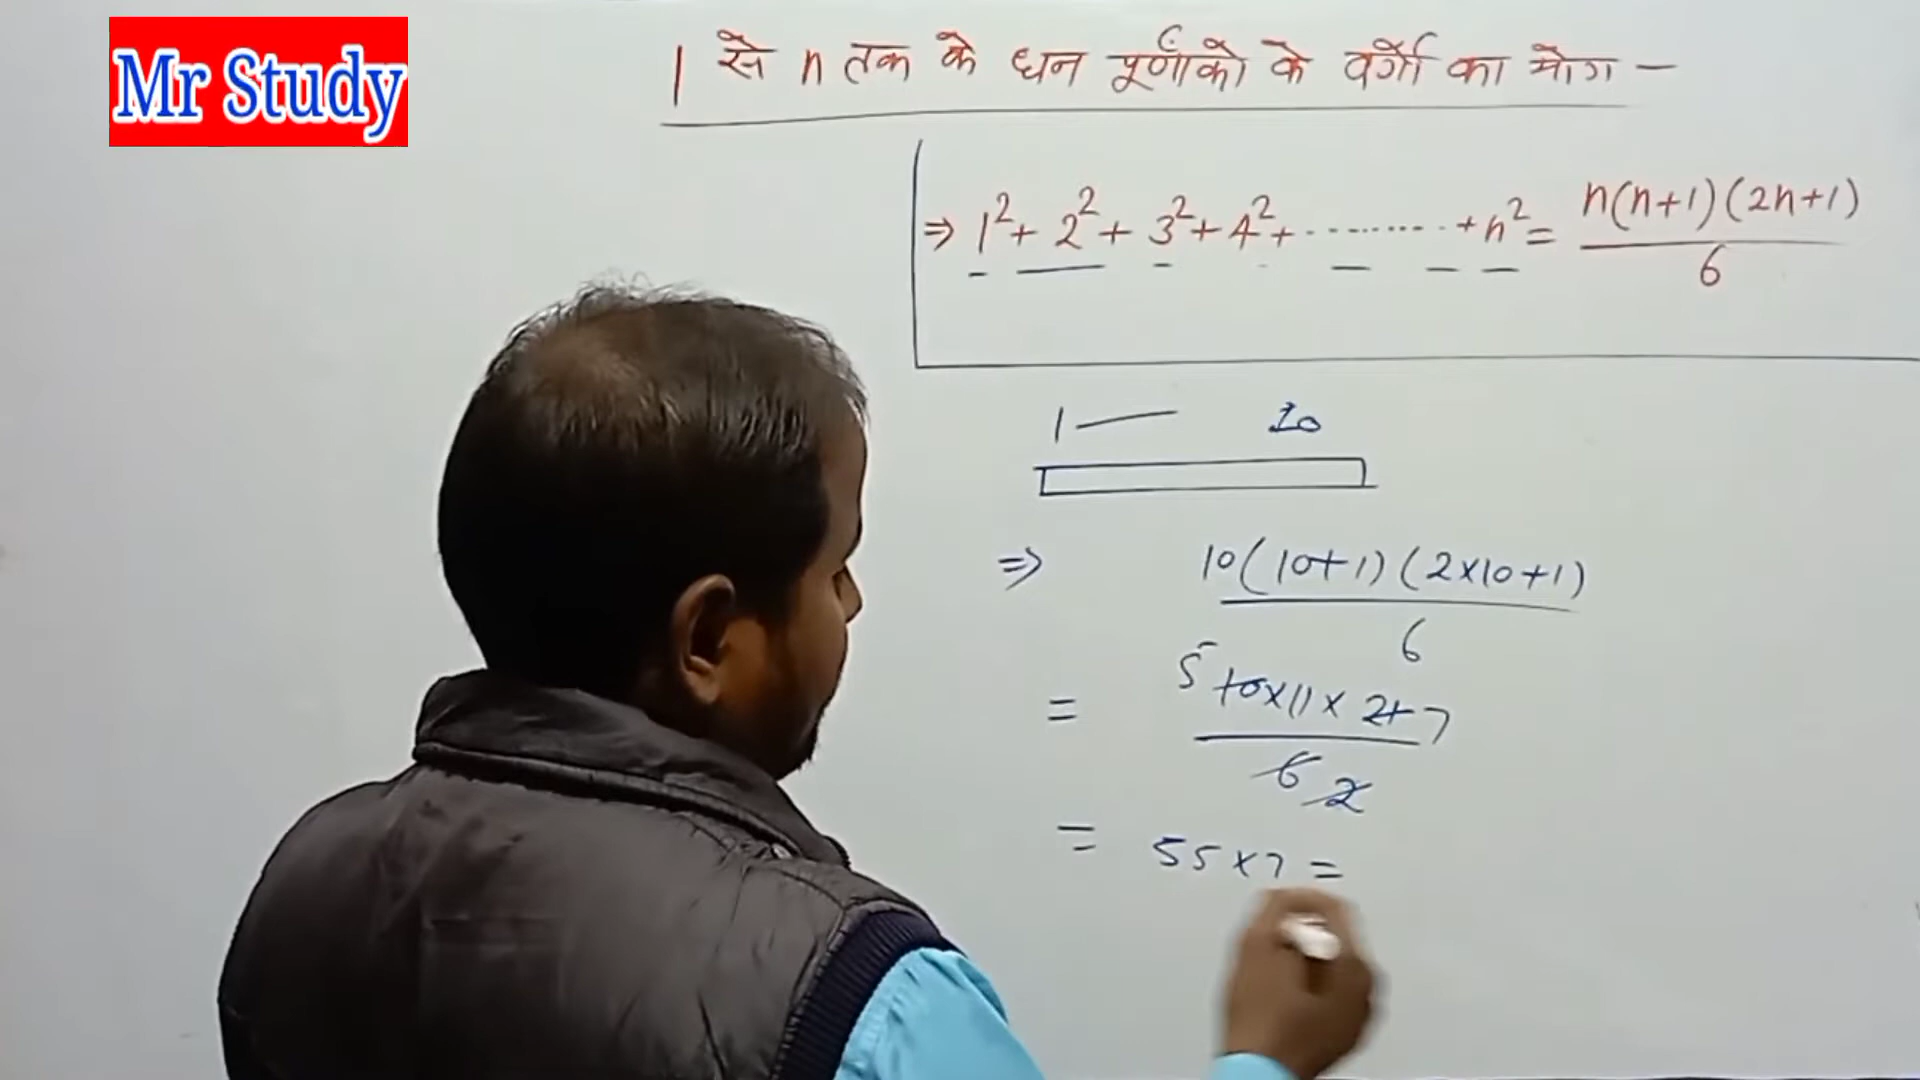 Mr Study
1 से n तक के धन पूर्णांको के वर्गो का योग –
⇒ 1² + 2² + 3² + 4² + ......... + n² = n(n+1)(2n+1)
6
1 — 10
⇒ 10(10+1)(2×10+1)
6
= 5 10×11×21 7
6 2
= 55×7 =